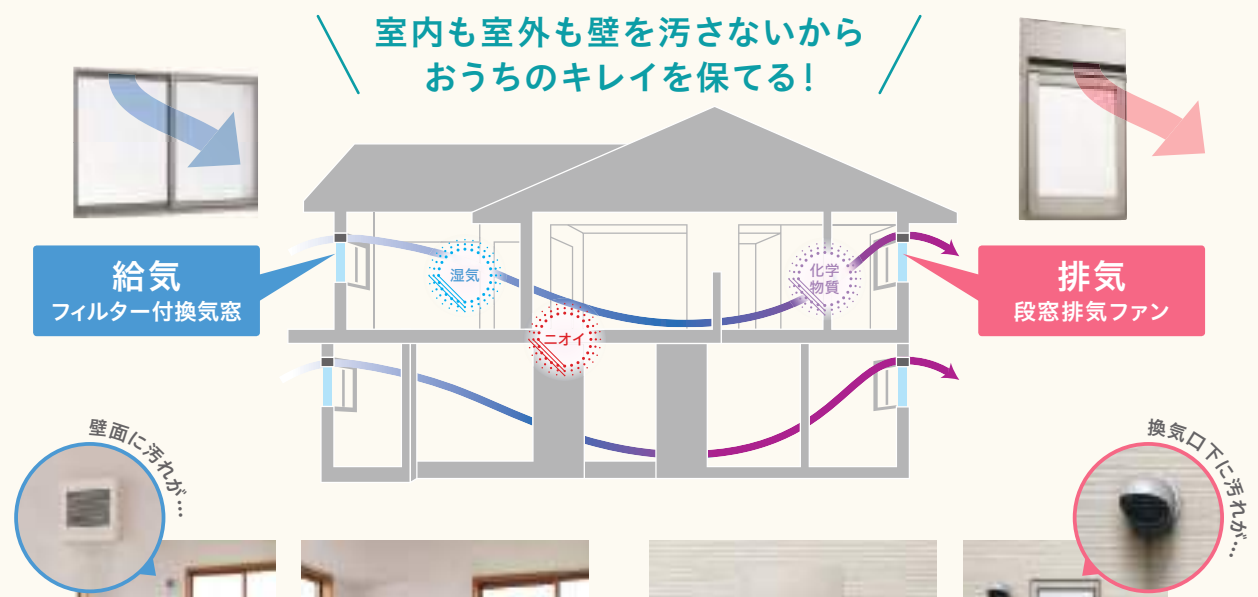 室内も室外も壁を汚さないから
おうちのキレイを保てる!
給気
フィルター付換気窓
湿気
ニオイ
化学
物質
排気
段窓排気ファン
壁面に汚れが…
換気口下に汚れが…